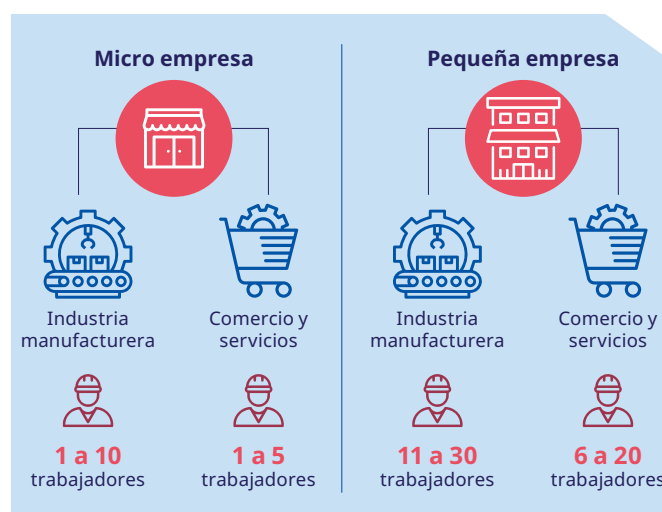 Micro empresa
Industria
manufacturera
1 a 10
trabajadores
Comercio y
servicios
1 a 5
trabajadores
Pequeña empresa
Industria
manufacturera
11 a 30
trabajadores
Comercio y
servicios
6 a 20
trabajadores